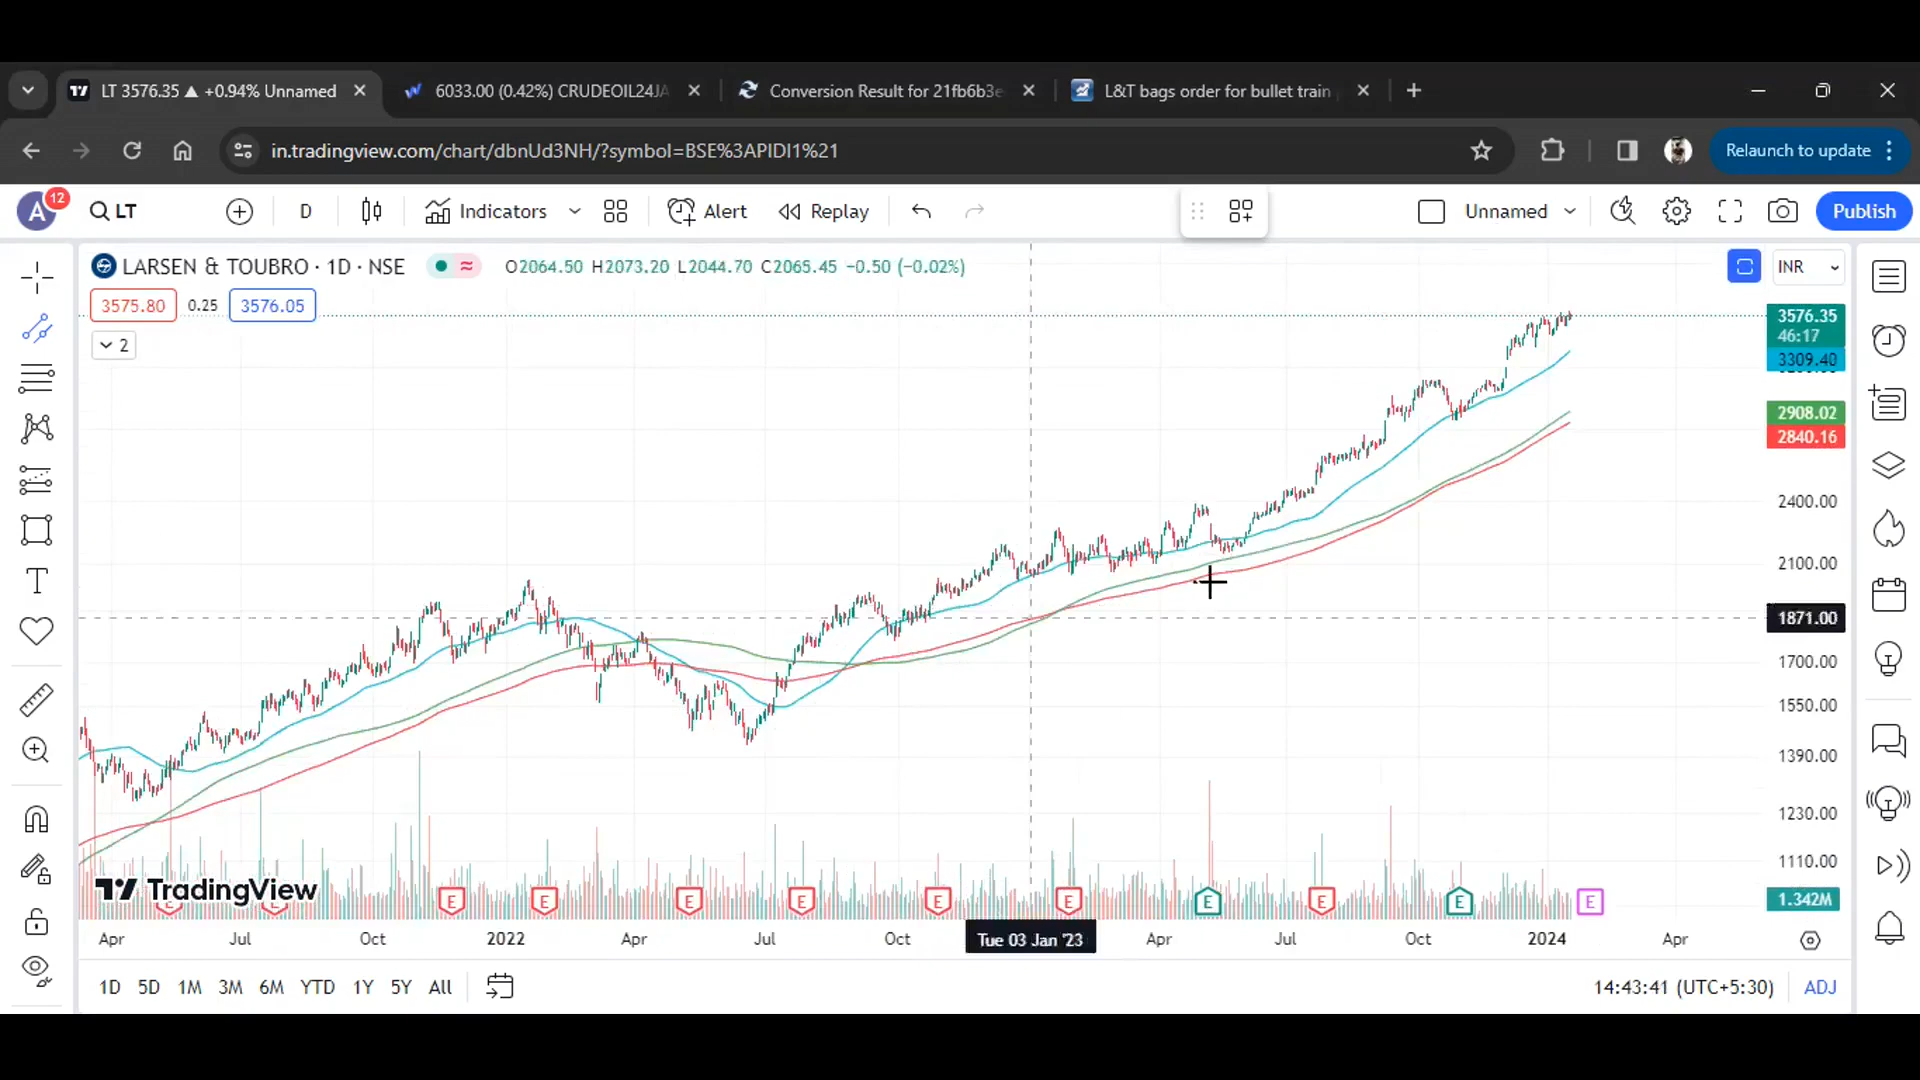 LT 3576.35 ▲ +0.94% Unnamed
6033.00 (0.42%) CRUDEOIL24JA
Conversion Result for 21fb6b3e
L&T bags order for bullet train
in.tradingview.com/chart/dbnUd3NH/?symbol=BSE%3APIDI1%21
Relaunch to update
A 12
LT
D
Indicators
Alert
Replay
Unnamed
Publish
LARSEN & TOUBRO · 1D · NSE
O2064.50 H2073.20 L2044.70 C2065.45 −0.50 (−0.02%)
INR
3575.80 0.25 3576.05
2
3576.35
46:17
3309.40
2908.02
2840.16
2400.00
2100.00
1871.00
1700.00
1550.00
1390.00
1230.00
1110.00
1.342M
TradingView
E E E E E E E E E E E E
Apr Jul Oct 2022 Apr Jul Oct Tue 03 Jan '23 Apr Jul Oct 2024 Apr
1D 5D 1M 3M 6M YTD 1Y 5Y All
14:43:41 (UTC+5:30) ADJ